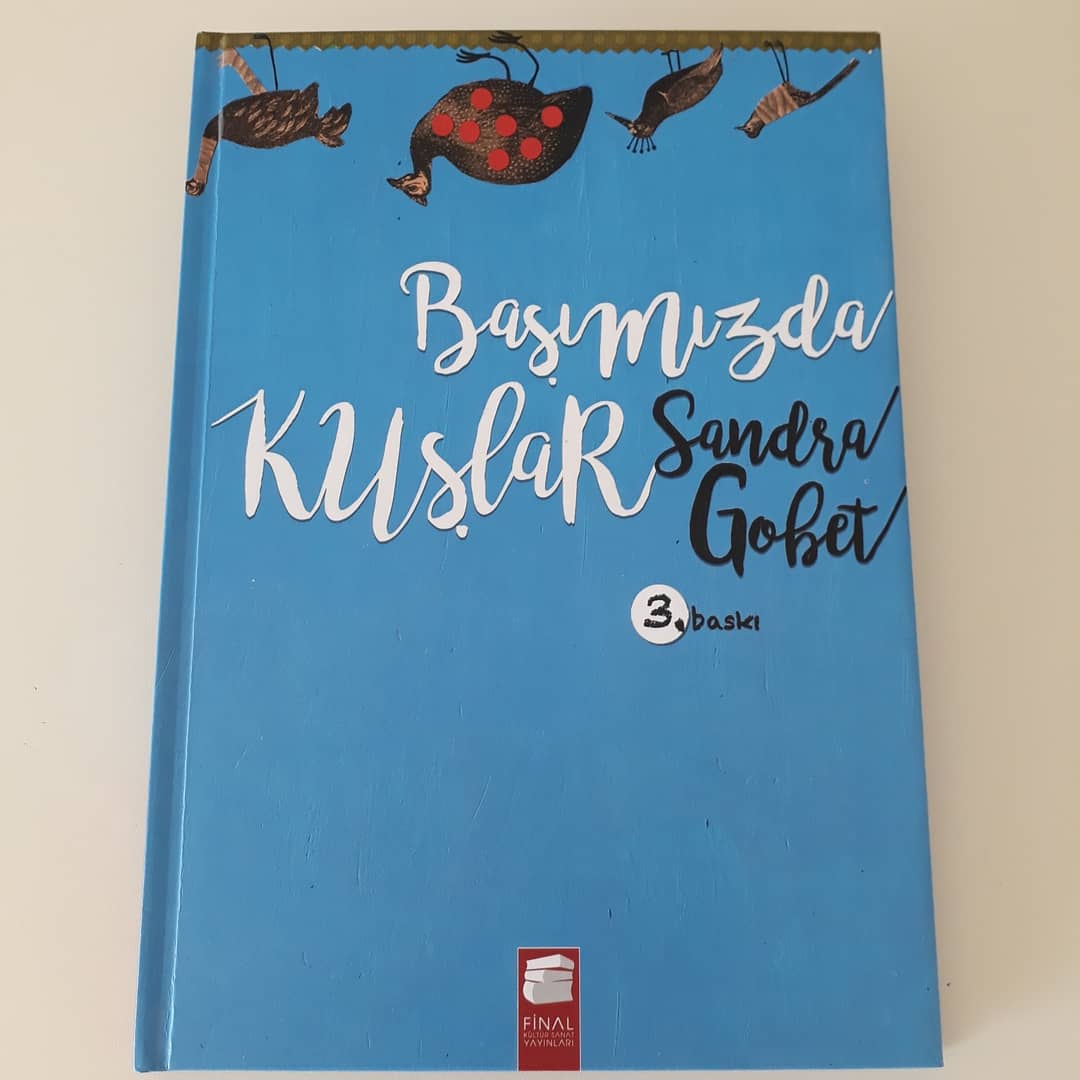 Başımızda
KUşlaR
Sandra
Gobet
3. baskı
FİNAL
KÜLTÜR SANAT
YAYINLARI